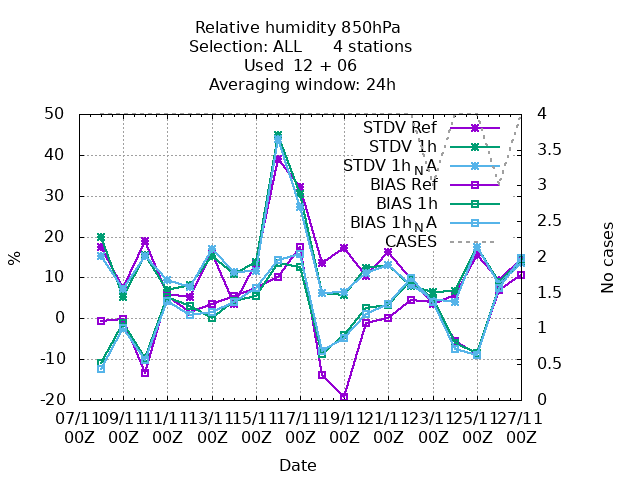 Relative humidity 850hPa
Selection: ALL 4 stations
Used 12 + 06
Averaging window: 24h
50
40
30
20
10
0
-10
-20
%
4
3.5
3
2.5
2
1.5
1
0.5
0
No cases
STDV Ref
STDV 1h
STDV 1h_NA
BIAS Ref
BIAS 1h
BIAS 1h_NA
CASES
07/11 09/11 11/11 13/11 15/11 17/11 19/11 21/11 23/11 25/11 27/11
00Z 00Z 00Z 00Z 00Z 00Z 00Z 00Z 00Z 00Z 00Z
Date